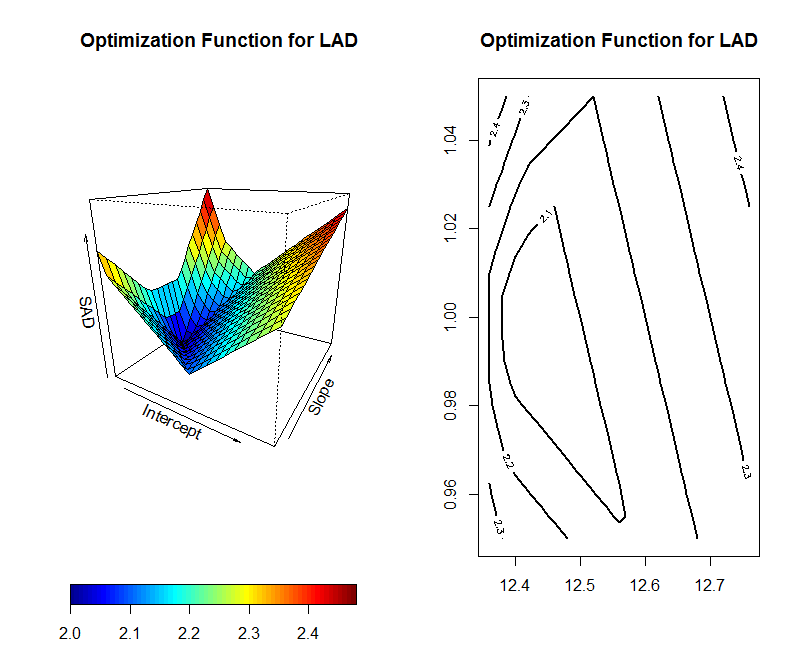 Optimization Function for LAD
SAD
Intercept
Slope
2.0 2.1 2.2 2.3 2.4
Optimization Function for LAD
1.04
1.02
1.00
0.98
0.96
2.4
2.3
2.4
2.1
2.2
2.3
2.3
12.4 12.5 12.6 12.7